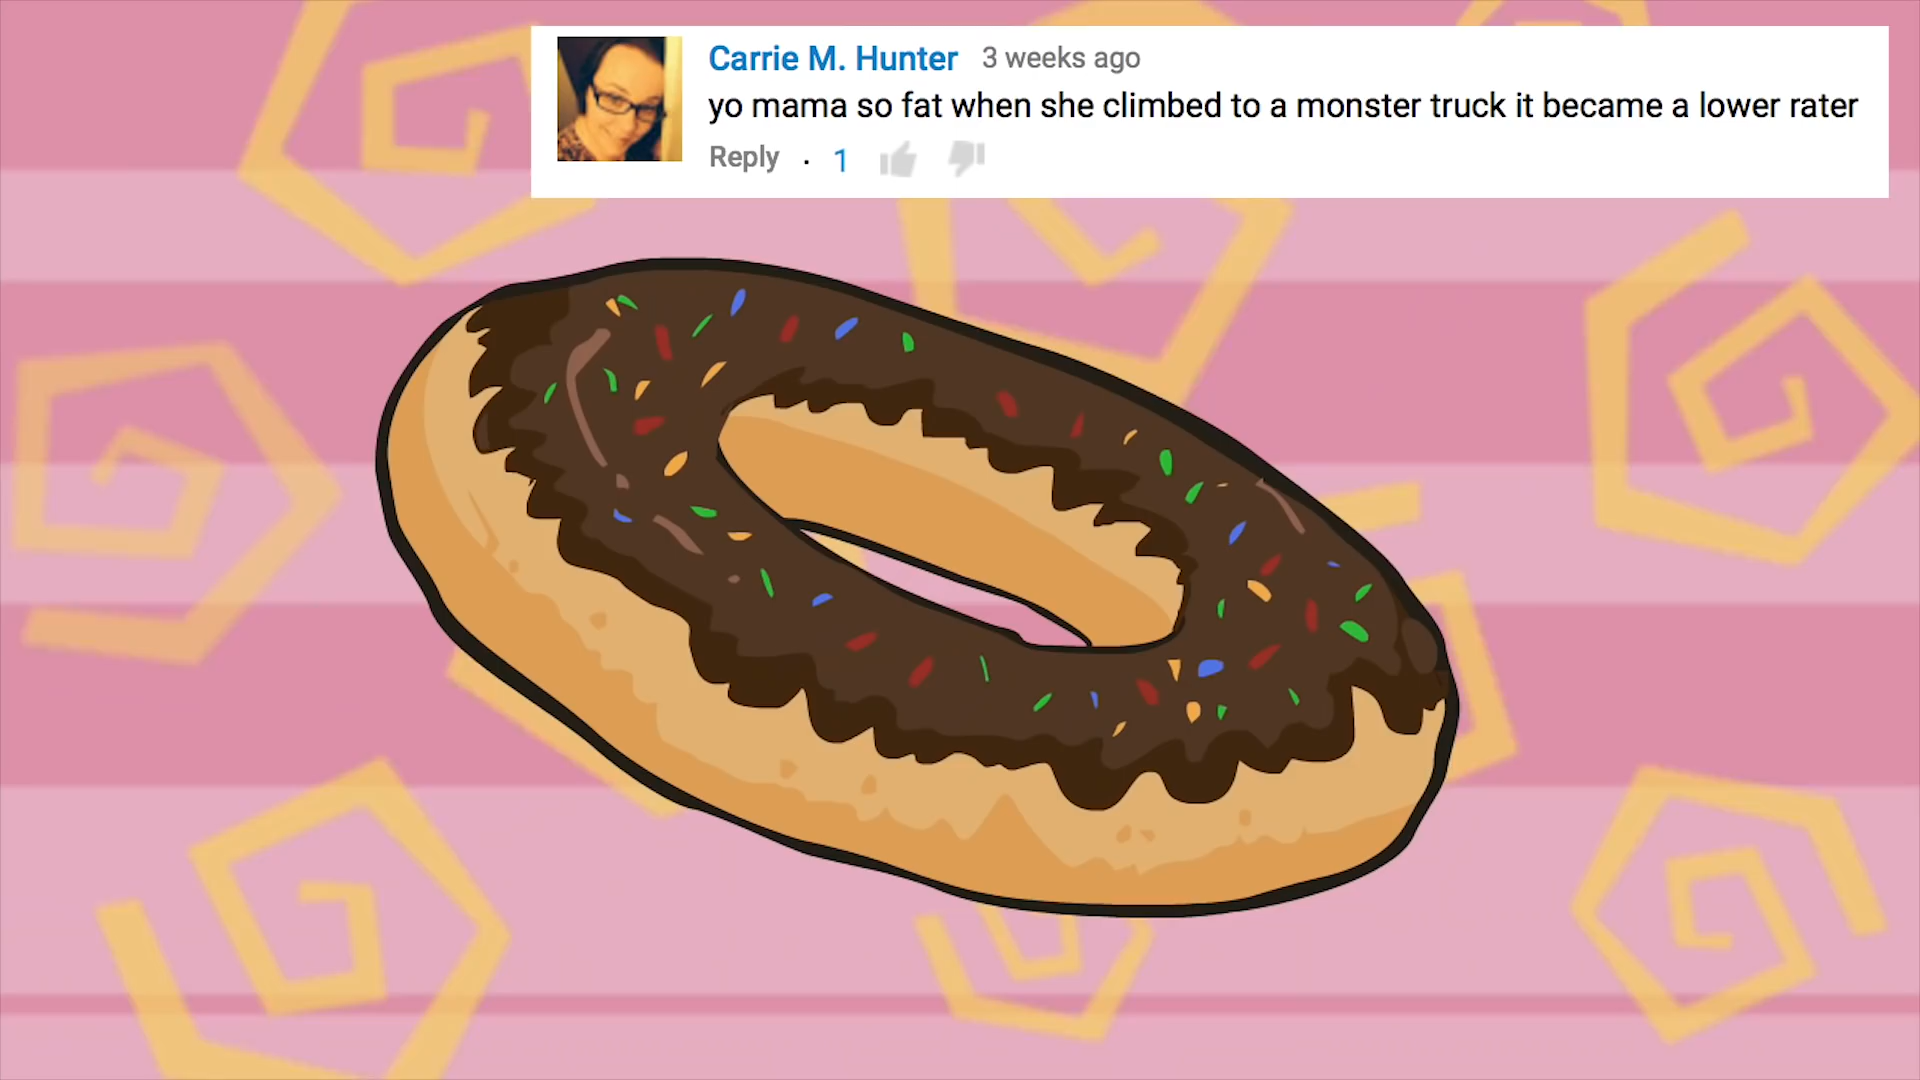 Carrie M. Hunter 3 weeks ago
yo mama so fat when she climbed to a monster truck it became a lower rater
Reply · 1